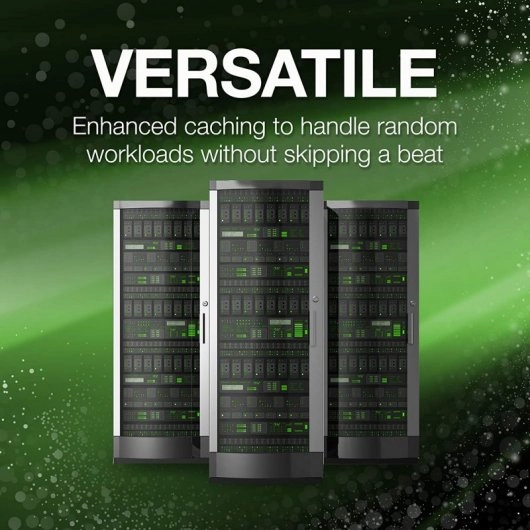 VERSATILE
Enhanced caching to handle random
workloads without skipping a beat